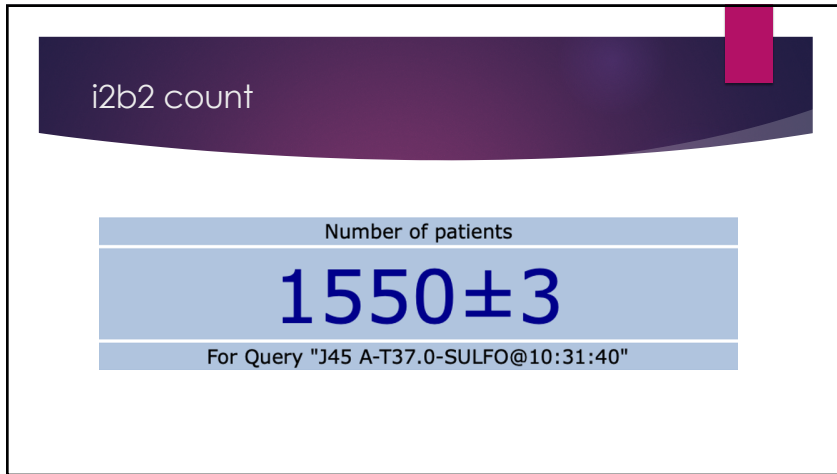 i2b2 count
Number of patients
1550±3
For Query "J45 A-T37.0-SULFO@10:31:40"